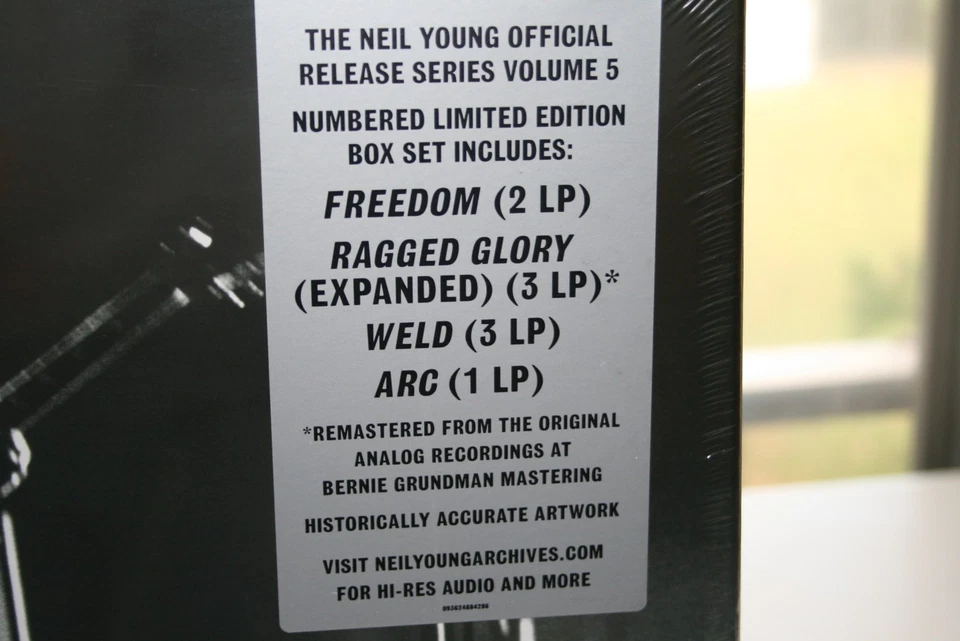 THE NEIL YOUNG OFFICIAL
RELEASE SERIES VOLUME 5
NUMBERED LIMITED EDITION
BOX SET INCLUDES:
FREEDOM (2 LP)
RAGGED GLORY
(EXPANDED) (3 LP)*
WELD (3 LP)
ARC (1 LP)
*REMASTERED FROM THE ORIGINAL
ANALOG RECORDINGS AT
BERNIE GRUNDMAN MASTERING
HISTORICALLY ACCURATE ARTWORK
VISIT NEILYOUNGARCHIVES.COM
FOR HI-RES AUDIO AND MORE